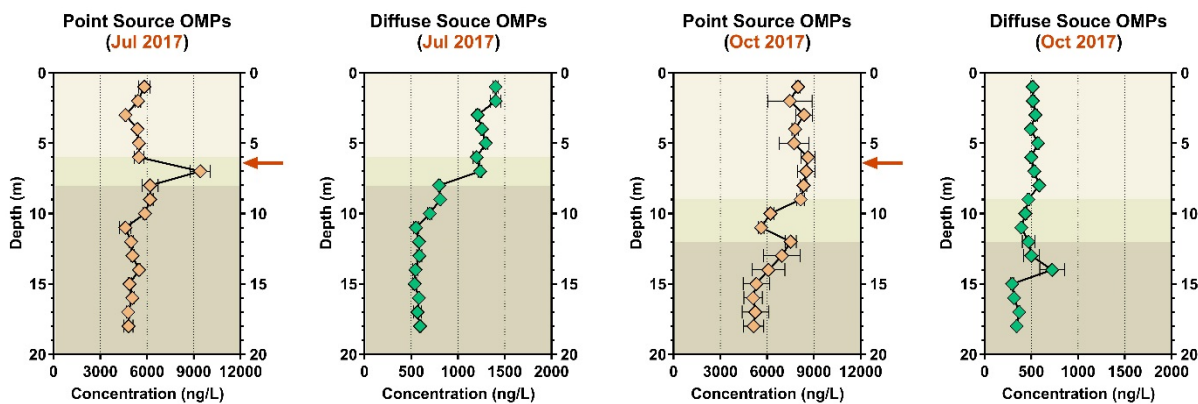 Point Source OMPs
(Jul 2017)
Diffuse Souce OMPs
(Jul 2017)
Point Source OMPs
(Oct 2017)
Diffuse Souce OMPs
(Oct 2017)
Depth (m)
0
5
10
15
20
0
5
10
15
20
0 3000 6000 9000 12000
Concentration (ng/L)
Depth (m)
0
5
10
15
20
0
5
10
15
20
0 500 1000 1500 2000
Concentration (ng/L)
Depth (m)
0
5
10
15
20
0
5
10
15
20
0 3000 6000 9000 12000
Concentration (ng/L)
Depth (m)
0
5
10
15
20
0
5
10
15
20
0 500 1000 1500 2000
Concentration (ng/L)